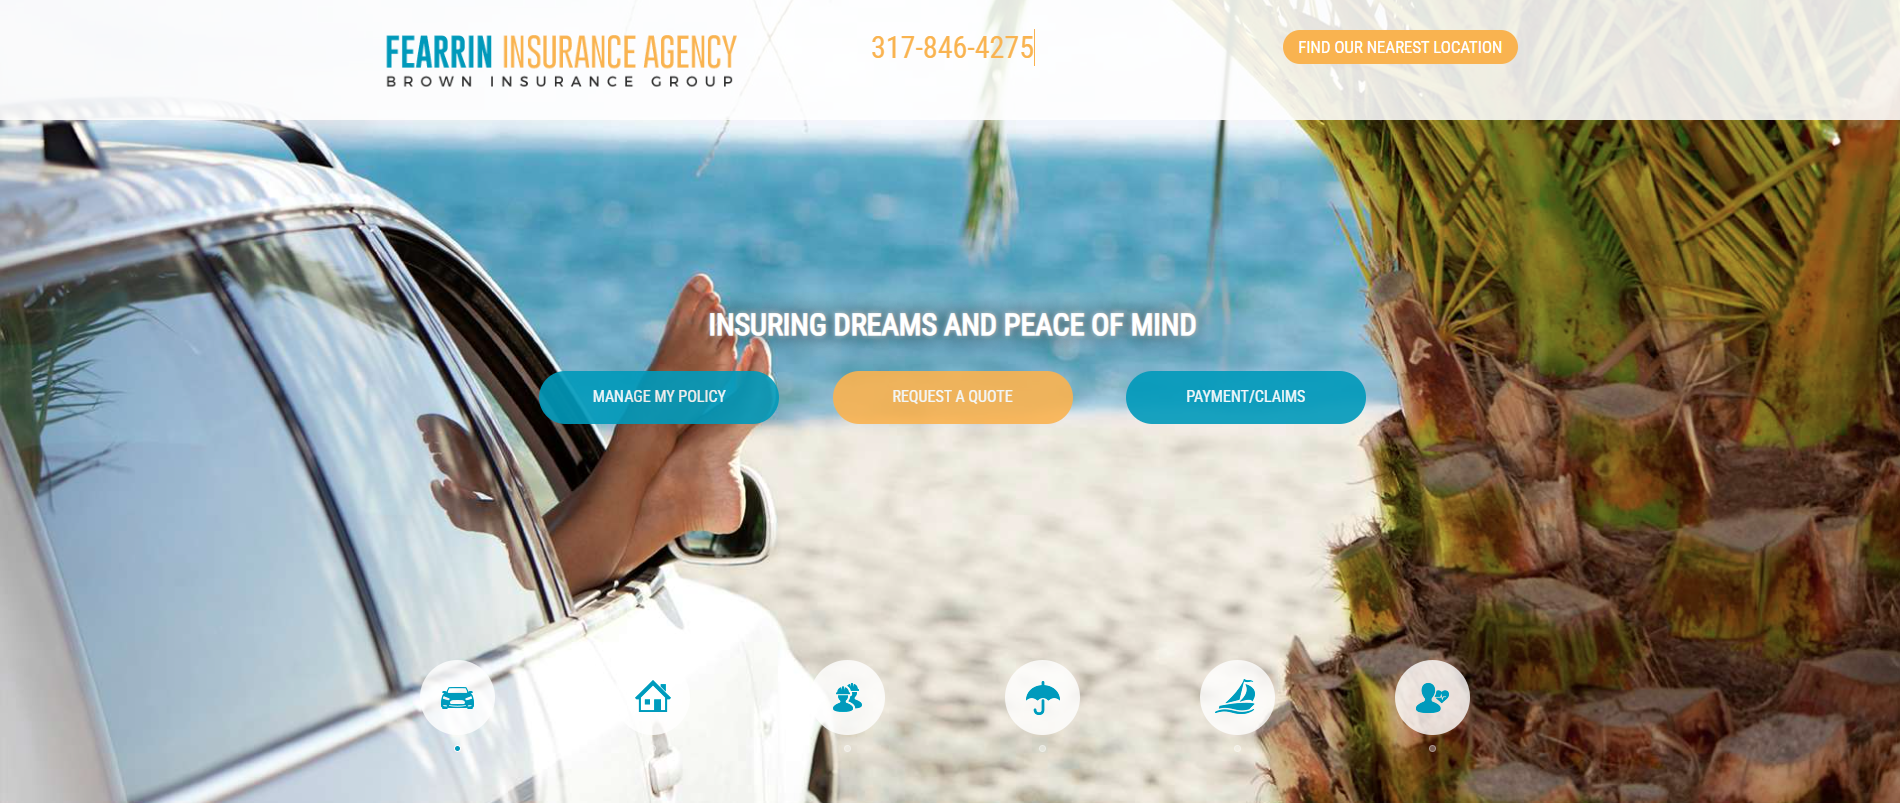 FEARRIN INSURANCE AGENCY
BROWN INSURANCE GROUP
317-846-4275
FIND OUR NEAREST LOCATION
INSURING DREAMS AND PEACE OF MIND
MANAGE MY POLICY
REQUEST A QUOTE
PAYMENT/CLAIMS